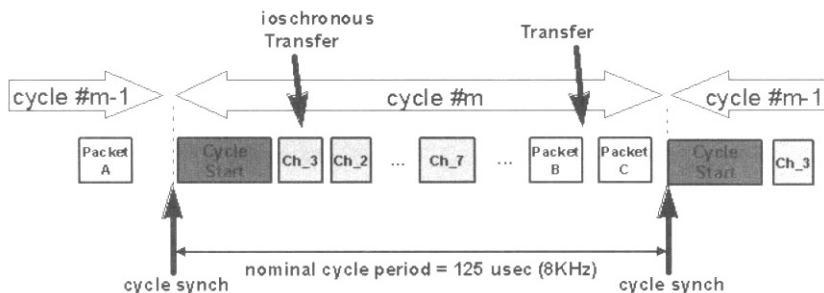 ioschronous
Transfer
Transfer
cycle #m-1
cycle #m
cycle #m-1
Packet
A
Cycle
Start
Ch_3
Ch_2
...
Ch_7
...
Packet
B
Packet
C
Cycle
Start
Ch_3
nominal cycle period = 125 usec (8KHz)
cycle synch
cycle synch